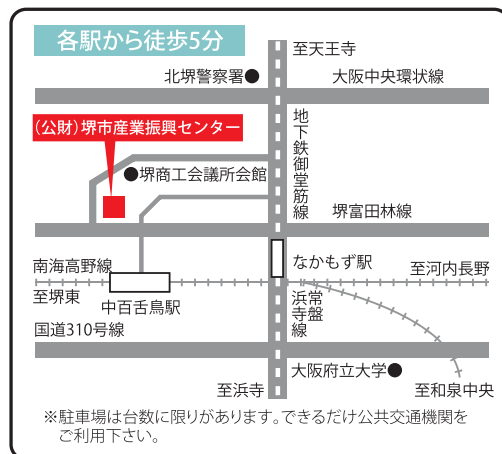 各駅から徒歩5分
至天王寺
北堺警察署
大阪中央環状線
(公財)堺市産業振興センター
地下鉄御堂筋線
堺商工会議所会館
堺富田林線
南海高野線
なかもず駅
至河内長野
至堺東
中百舌鳥駅
浜寺
常盤線
国道310号線
大阪府立大学
至浜寺
至和泉中央
※駐車場は台数に限りがあります。できるだけ公共交通機関を
ご利用下さい。